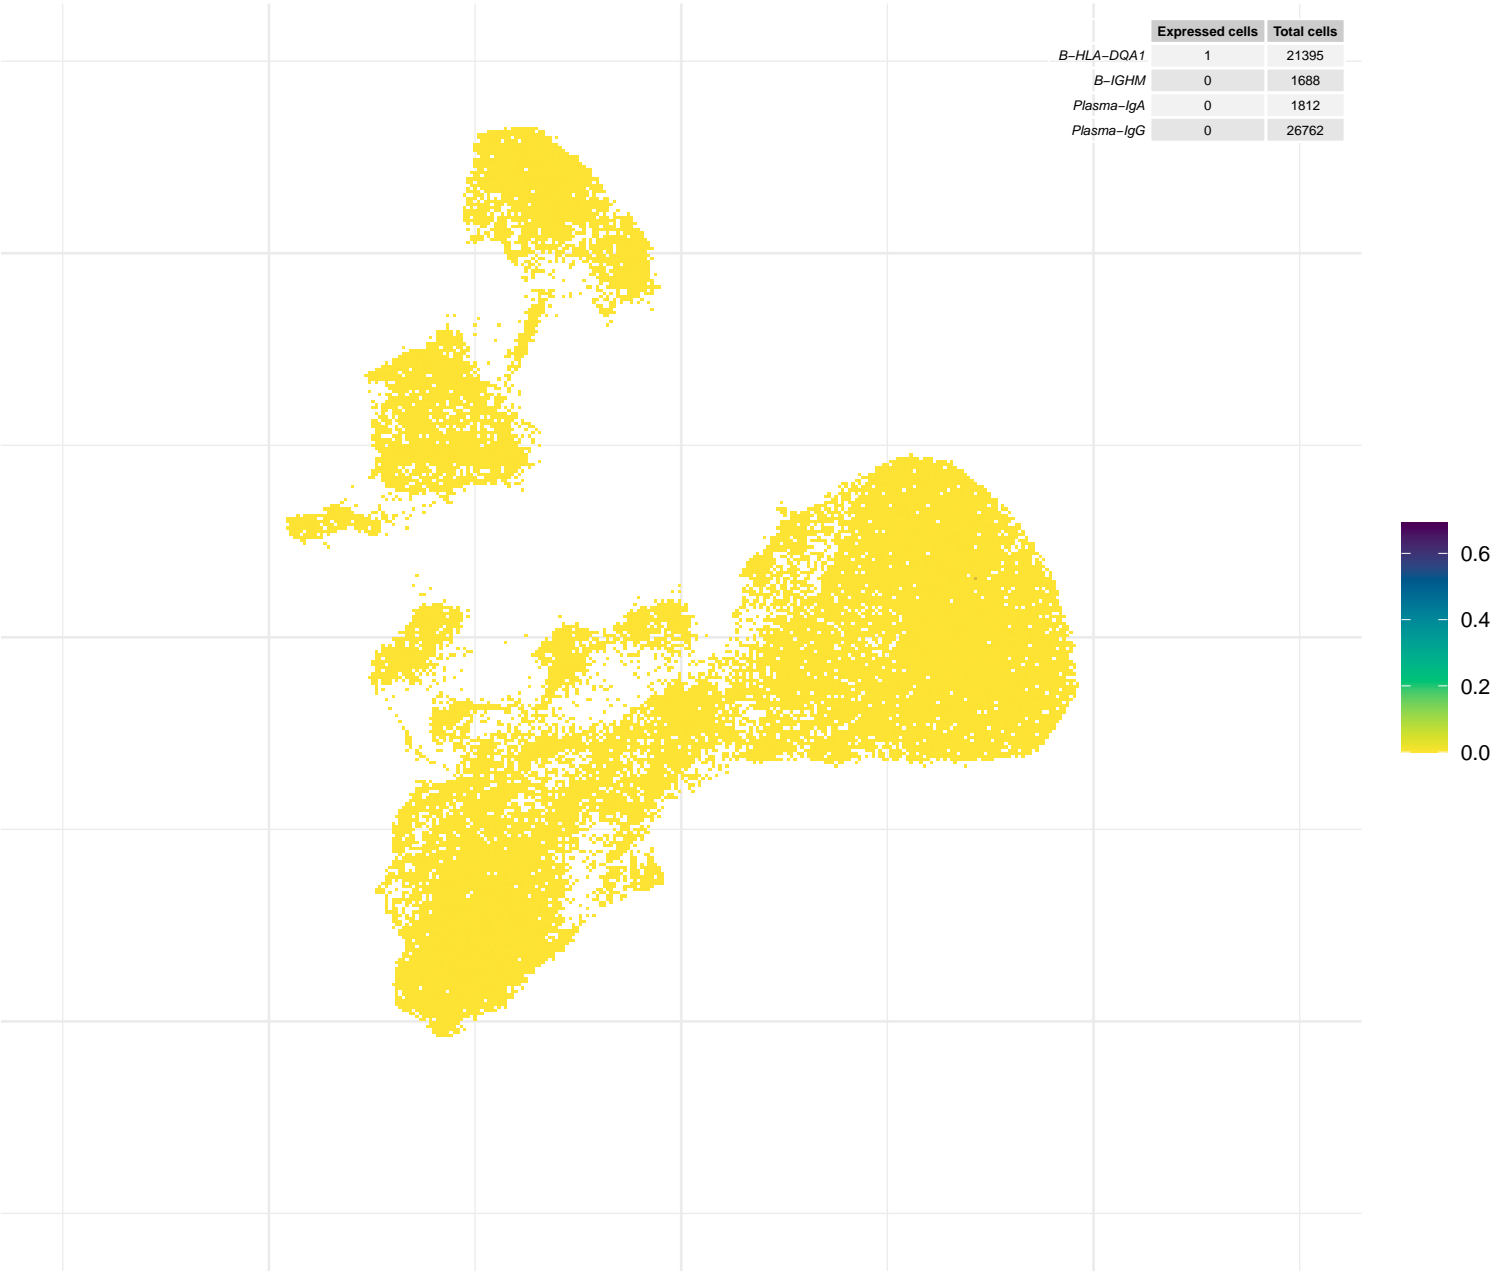 Expressed cells Total cells
B−HLA−DQA1 1 21395
B−IGHM 0 1688
Plasma−IgA 0 1812
Plasma−IgG 0 26762
0.6
0.4
0.2
0.0